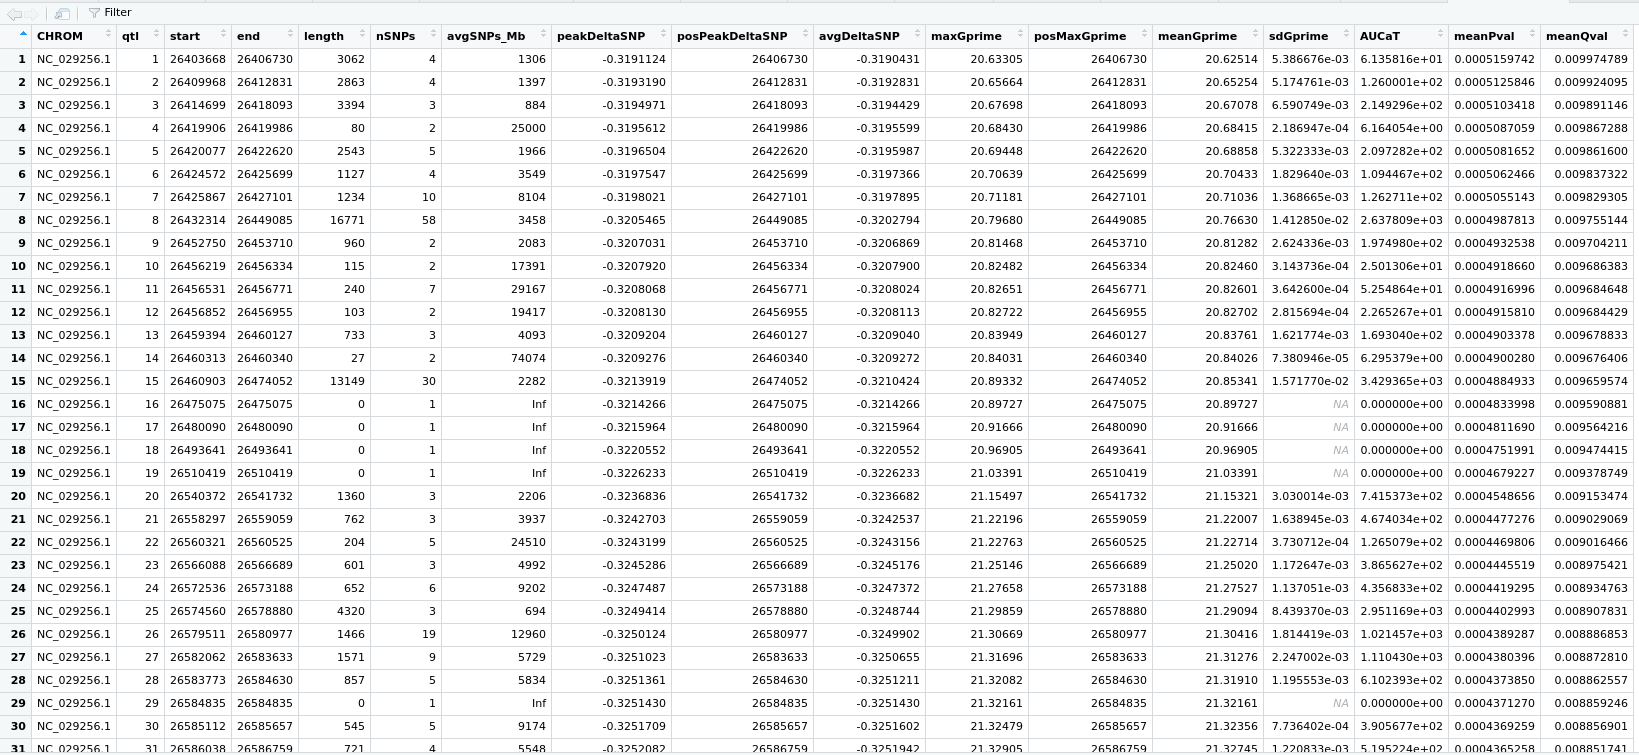 Filter
CHROM qtl start end length nSNPs avgSNPs_Mb peakDeltaSNP posPeakDeltaSNP avgDeltaSNP maxGprime posMaxGprime meanGprime sdGprime AUCaT meanPval meanQval
1 NC_029256.1 1 26403668 26406730 3062 4 1306 -0.3191124 26406730 -0.3190431 20.63305 26406730 20.62514 5.386676e-03 6.135816e+01 0.0005159742 0.009974789
2 NC_029256.1 2 26409968 26412831 2863 4 1397 -0.3193190 26412831 -0.3192831 20.65664 26412831 20.65254 5.174761e-03 1.260001e+02 0.0005125846 0.009924095
3 NC_029256.1 3 26414699 26418093 3394 3 884 -0.3194971 26418093 -0.3194429 20.67698 26418093 20.67078 6.590749e-03 2.149296e+02 0.0005103418 0.009891146
4 NC_029256.1 4 26419906 26419986 80 2 25000 -0.3195612 26419986 -0.3195599 20.68430 26419986 20.68415 2.186947e-04 6.164054e+00 0.0005087059 0.009867288
5 NC_029256.1 5 26420077 26422620 2543 5 1966 -0.3196504 26422620 -0.3195987 20.69448 26422620 20.68858 5.322333e-03 2.097282e+02 0.0005081652 0.009861600
6 NC_029256.1 6 26424572 26425699 1127 4 3549 -0.3197547 26425699 -0.3197366 20.70639 26425699 20.70433 1.829640e-03 1.094467e+02 0.0005062466 0.009837322
7 NC_029256.1 7 26425867 26427101 1234 10 8104 -0.3198021 26427101 -0.3197895 20.71181 26427101 20.71036 1.368665e-03 1.262711e+02 0.0005055143 0.009829305
8 NC_029256.1 8 26432314 26449085 16771 58 3458 -0.3205465 26449085 -0.3202794 20.79680 26449085 20.76630 1.412850e-02 2.637809e+03 0.0004987813 0.009755144
9 NC_029256.1 9 26452750 26453710 960 2 2083 -0.3207031 26453710 -0.3206869 20.81468 26453710 20.81282 2.624336e-03 1.974980e+02 0.0004932538 0.009704211
10 NC_029256.1 10 26456219 26456334 115 2 17391 -0.3207920 26456334 -0.3207900 20.82482 26456334 20.82460 3.143736e-04 2.501306e+01 0.0004918660 0.009686383
11 NC_029256.1 11 26456531 26456771 240 7 29167 -0.3208068 26456771 -0.3208024 20.82651 26456771 20.82601 3.642600e-04 5.254864e+01 0.0004916996 0.009684648
12 NC_029256.1 12 26456852 26456955 103 2 19417 -0.3208130 26456955 -0.3208113 20.82722 26456955 20.82702 2.815694e-04 2.265267e+01 0.0004915810 0.009684429
13 NC_029256.1 13 26459394 26460127 733 3 4093 -0.3209204 26460127 -0.3209040 20.83949 26460127 20.83761 1.621774e-03 1.693040e+02 0.0004903378 0.009678833
14 NC_029256.1 14 26460313 26460340 27 2 74074 -0.3209276 26460340 -0.3209272 20.84031 26460340 20.84026 7.380946e-05 6.295379e+00 0.0004900280 0.009676406
15 NC_029256.1 15 26460903 26474052 13149 30 2282 -0.3213919 26474052 -0.3210424 20.89332 26474052 20.85341 1.571770e-02 3.429365e+03 0.0004884933 0.009659574
16 NC_029256.1 16 26475075 26475075 0 1 Inf -0.3214266 26475075 -0.3214266 20.89727 26475075 20.89727 NA 0.000000e+00 0.0004833998 0.009590881
17 NC_029256.1 17 26480090 26480090 0 1 Inf -0.3215964 26480090 -0.3215964 20.91666 26480090 20.91666 NA 0.000000e+00 0.0004811690 0.009564216
18 NC_029256.1 18 26493641 26493641 0 1 Inf -0.3220552 26493641 -0.3220552 20.96905 26493641 20.96905 NA 0.000000e+00 0.0004751991 0.009474415
19 NC_029256.1 19 26510419 26510419 0 1 Inf -0.3226233 26510419 -0.3226233 21.03391 26510419 21.03391 NA 0.000000e+00 0.0004679227 0.009378749
20 NC_029256.1 20 26540372 26541732 1360 3 2206 -0.3236836 26541732 -0.3236682 21.15497 26541732 21.15321 3.030014e-03 7.415373e+02 0.0004548656 0.009153474
21 NC_029256.1 21 26558297 26559059 762 3 3937 -0.3242703 26559059 -0.3242537 21.22196 26559059 21.22007 1.638945e-03 4.674034e+02 0.0004477276 0.009029069
22 NC_029256.1 22 26560321 26560525 204 5 24510 -0.3243199 26560525 -0.3243156 21.22763 26560525 21.22714 3.730712e-04 1.265079e+02 0.0004469806 0.009016466
23 NC_029256.1 23 26566088 26566689 601 3 4992 -0.3245286 26566689 -0.3245176 21.25146 26566689 21.25020 1.172647e-03 3.865627e+02 0.0004445519 0.008975421
24 NC_029256.1 24 26572536 26573188 652 6 9202 -0.3247487 26573188 -0.3247372 21.27658 26573188 21.27527 1.137051e-03 4.356833e+02 0.0004419295 0.008934763
25 NC_029256.1 25 26574560 26578880 4320 3 694 -0.3249414 26578880 -0.3248744 21.29859 26578880 21.29094 8.439370e-03 2.951169e+03 0.0004402993 0.008907831
26 NC_029256.1 26 26579511 26580977 1466 19 12960 -0.3250124 26580977 -0.3249902 21.30669 26580977 21.30416 1.814419e-03 1.021457e+03 0.0004389287 0.008886853
27 NC_029256.1 27 26582062 26583633 1571 9 5729 -0.3251023 26583633 -0.3250655 21.31696 26583633 21.31276 2.247002e-03 1.110430e+03 0.0004380396 0.008872810
28 NC_029256.1 28 26583773 26584630 857 5 5834 -0.3251361 26584630 -0.3251211 21.32082 26584630 21.31910 1.195553e-03 6.102393e+02 0.0004373850 0.008862557
29 NC_029256.1 29 26584835 26584835 0 1 Inf -0.3251430 26584835 -0.3251430 21.32161 26584835 21.32161 NA 0.000000e+00 0.0004371270 0.008859246
30 NC_029256.1 30 26585112 26585657 545 5 9174 -0.3251709 26585657 -0.3251602 21.32479 26585657 21.32356 7.736402e-04 3.905677e+02 0.0004369259 0.008856901
31 NC_029256.1 31 26586038 26586759 721 4 5548 -0.3252082 26586759 -0.3251942 21.32905 26586759 21.32745 1.220833e-03 5.195224e+02 0.0004365258 0.008851741